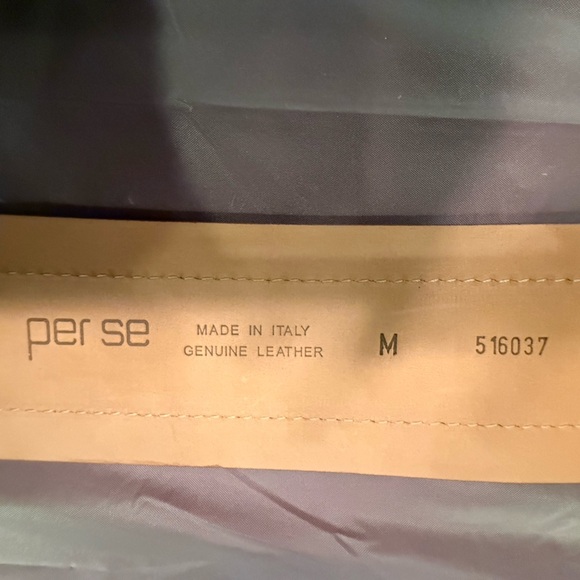 per se
MADE IN ITALY
GENUINE LEATHER
M
516037